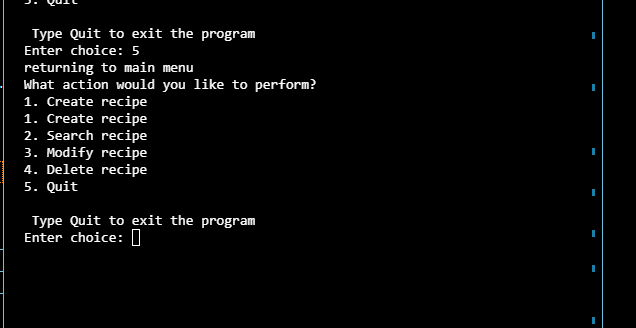 5. Quit
Type Quit to exit the program
Enter choice: 5
returning to main menu
What action would you like to perform?
1. Create recipe
1. Create recipe
2. Search recipe
3. Modify recipe
4. Delete recipe
5. Quit
Type Quit to exit the program
Enter choice: